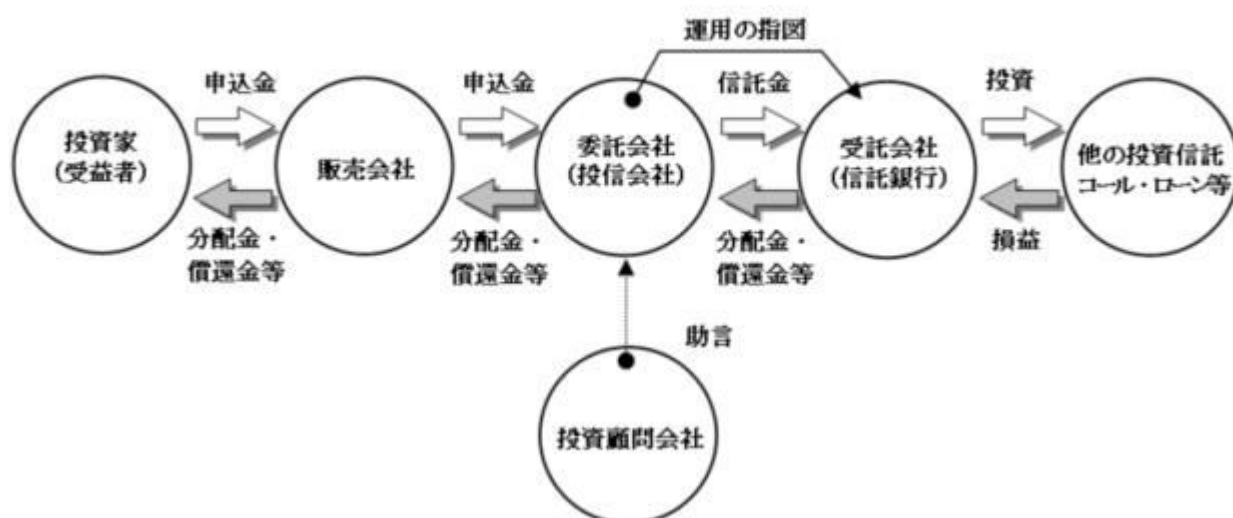 運用の指図
申込金
申込金
信託金
投資
投資家
(受益者)
販売会社
委託会社
(投信会社)
受託会社
(信託銀行)
他の投資信託
コール・ローン等
分配金・
償還金等
分配金・
償還金等
分配金・
償還金等
損益
助言
投資顧問会社